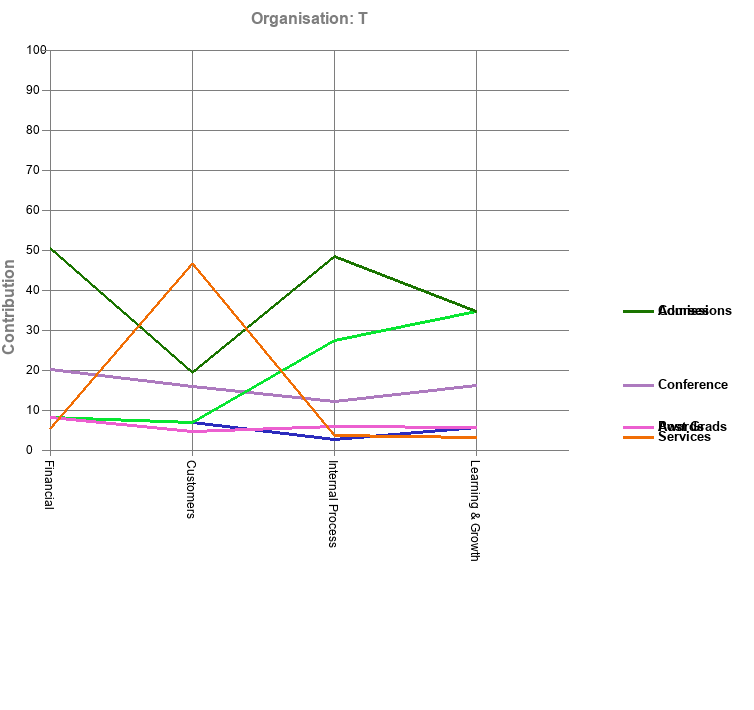 Organisation: T
Contribution
100
90
80
70
60
50
40
30
20
10
0
Financial
Customers
Internal Process
Learning & Growth
Conference
Services